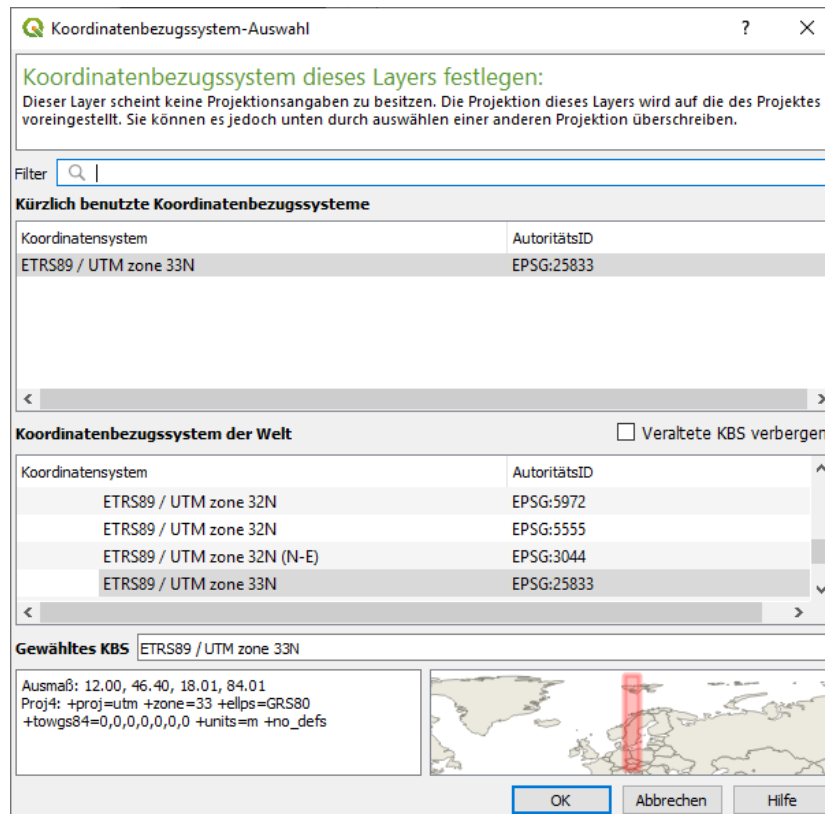 Koordinatenbezugssystem-Auswahl ? ×
Koordinatenbezugssystem dieses Layers festlegen:
Dieser Layer scheint keine Projektionsangaben zu besitzen. Die Projektion dieses Layers wird auf die des Projektes
voreingestellt. Sie können es jedoch unten durch auswählen einer anderen Projektion überschreiben.
Filter
Kürzlich benutzte Koordinatenbezugssysteme
Koordinatensystem AutoritätsID
ETRS89 / UTM zone 33N EPSG:25833
Koordinatenbezugssystem der Welt Veraltete KBS verbergen
Koordinatensystem AutoritätsID
ETRS89 / UTM zone 32N EPSG:5972
ETRS89 / UTM zone 32N EPSG:5555
ETRS89 / UTM zone 32N (N-E) EPSG:3044
ETRS89 / UTM zone 33N EPSG:25833
Gewähltes KBS ETRS89 / UTM zone 33N
Ausmaß: 12.00, 46.40, 18.01, 84.01
Proj4: +proj=utm +zone=33 +ellps=GRS80
+towgs84=0,0,0,0,0,0,0 +units=m +no_defs
OK Abbrechen Hilfe